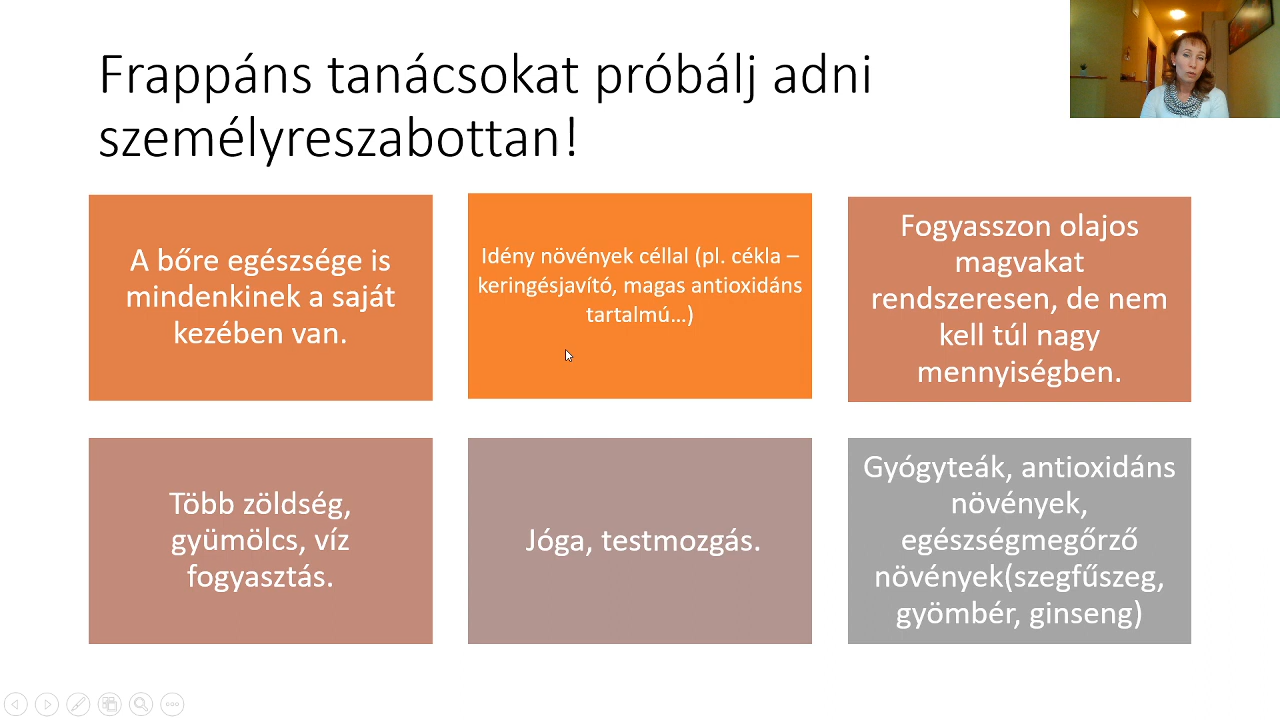 Frappáns tanácsokat próbálj adni
személyreszabottan!
A bőre egészsége is
mindenkinek a saját
kezében van.
Idény növények céllal (pl. cékla –
keringésjavító, magas antioxidáns
tartalmú…)
Fogyasszon olajos
magvakat
rendszeresen, de nem
kell túl nagy
mennyiségben.
Több zöldség,
gyümölcs, víz
fogyasztás.
Jóga, testmozgás.
Gyógyteák, antioxidáns
növények,
egészségmegőrző
növények(szegfűszeg,
gyömbér, ginseng)